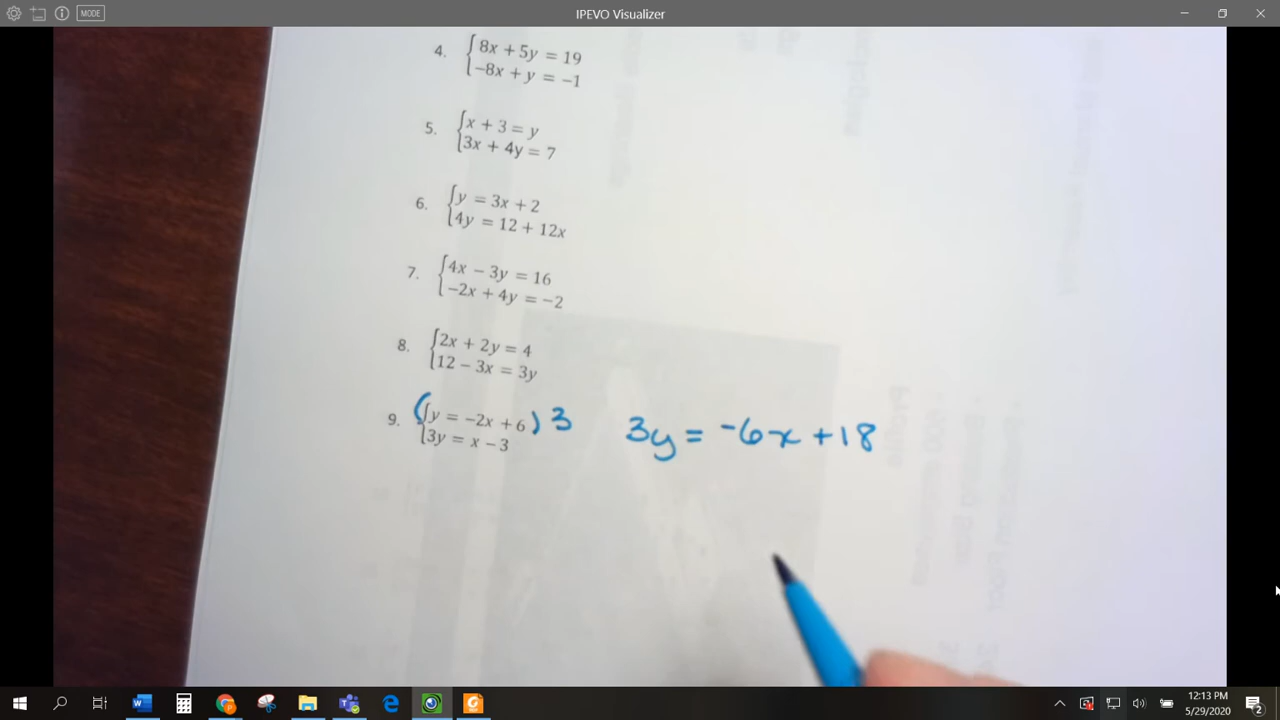 MODE
IPEVO Visualizer
4. 8x + 5y = 19
−8x + y = −1
5. x + 3 = y
3x + 4y = 7
6. y = 3x + 2
4y = 12 + 12x
7. 4x − 3y = 16
−2x + 4y = −2
8. 2x + 2y = 4
12 − 3x = 3y
9. (y = −2x + 6) 3 3y = -6x + 18
3y = x − 3
12:13 PM
5/29/2020
2